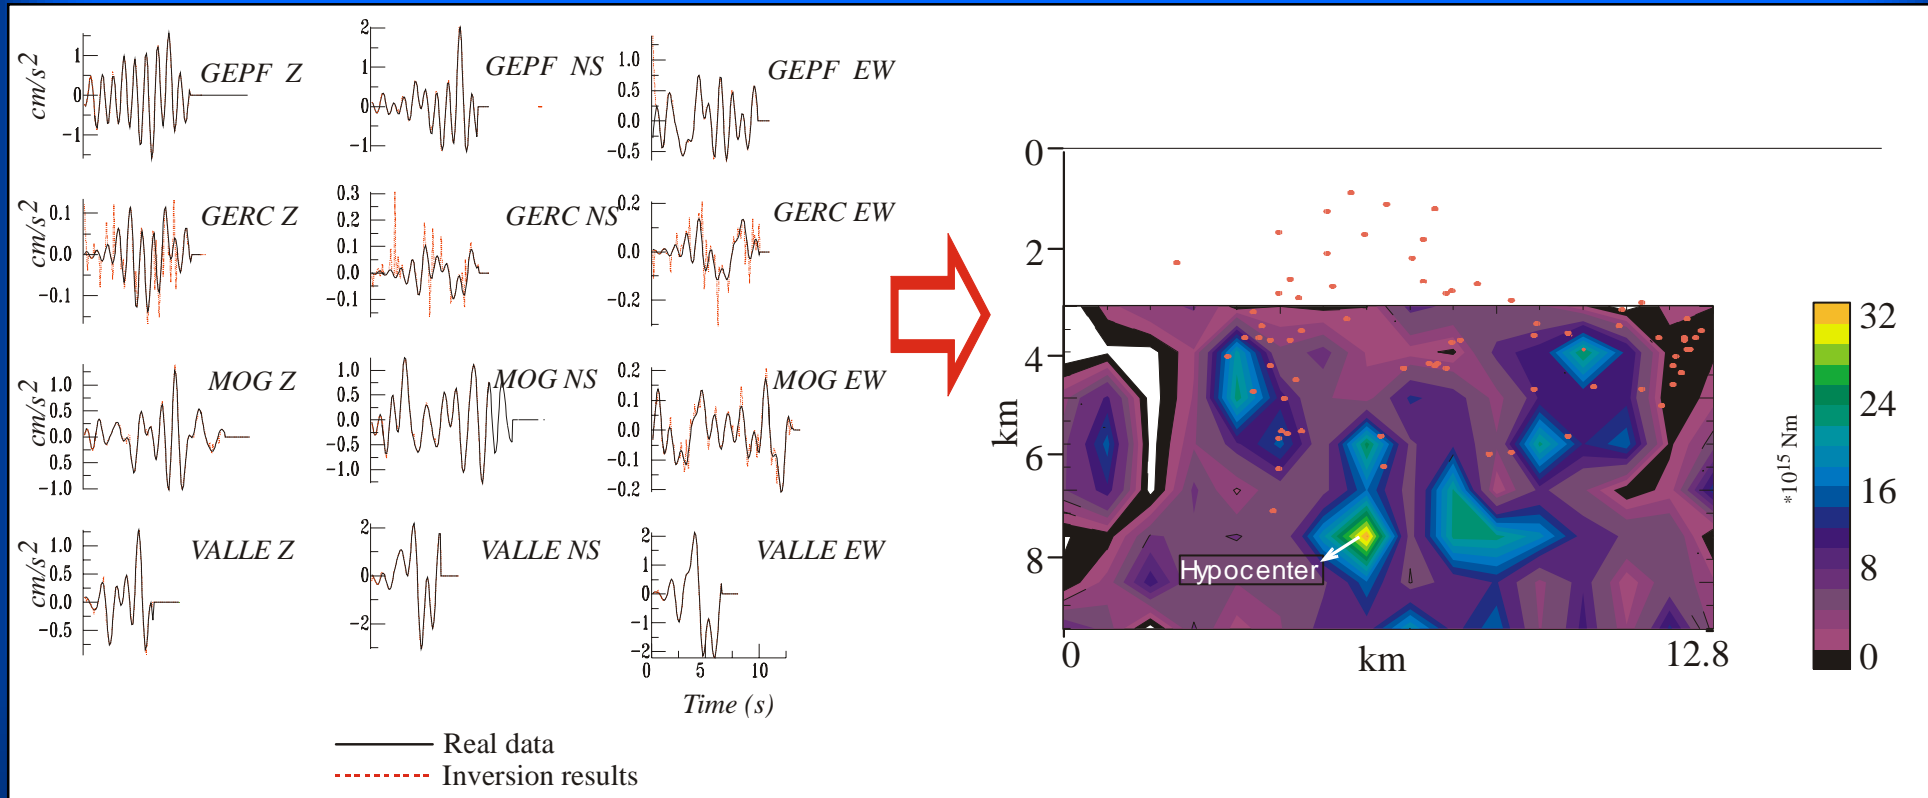 cm/s²
1
0
-1
GEPF Z
2
1
0
-1
GEPF NS
1.0
0.5
0.0
-0.5
GEPF EW
cm/s²
0.1
0.0
-0.1
GERC Z
0.3
0.2
0.1
0.0
-0.1
GERC NS
0.2
0.0
-0.2
GERC EW
cm/s²
1.0
0.5
0.0
0.5
-1.0
MOG Z
1.0
0.5
0.0
-0.5
-1.0
MOG NS
0.2
0.1
0.0
-0.1
-0.2
MOG EW
cm/s²
1.0
0.5
0.0
-0.5
VALLE Z
2
0
-2
VALLE NS
2
1
0
-1
-2
VALLE EW
0 5 10
Time (s)
Real data
Inversion results
0
2
4
6
8
km
Hypocenter
0 km 12.8
32
24
16
8
0
*10¹⁵ Nm